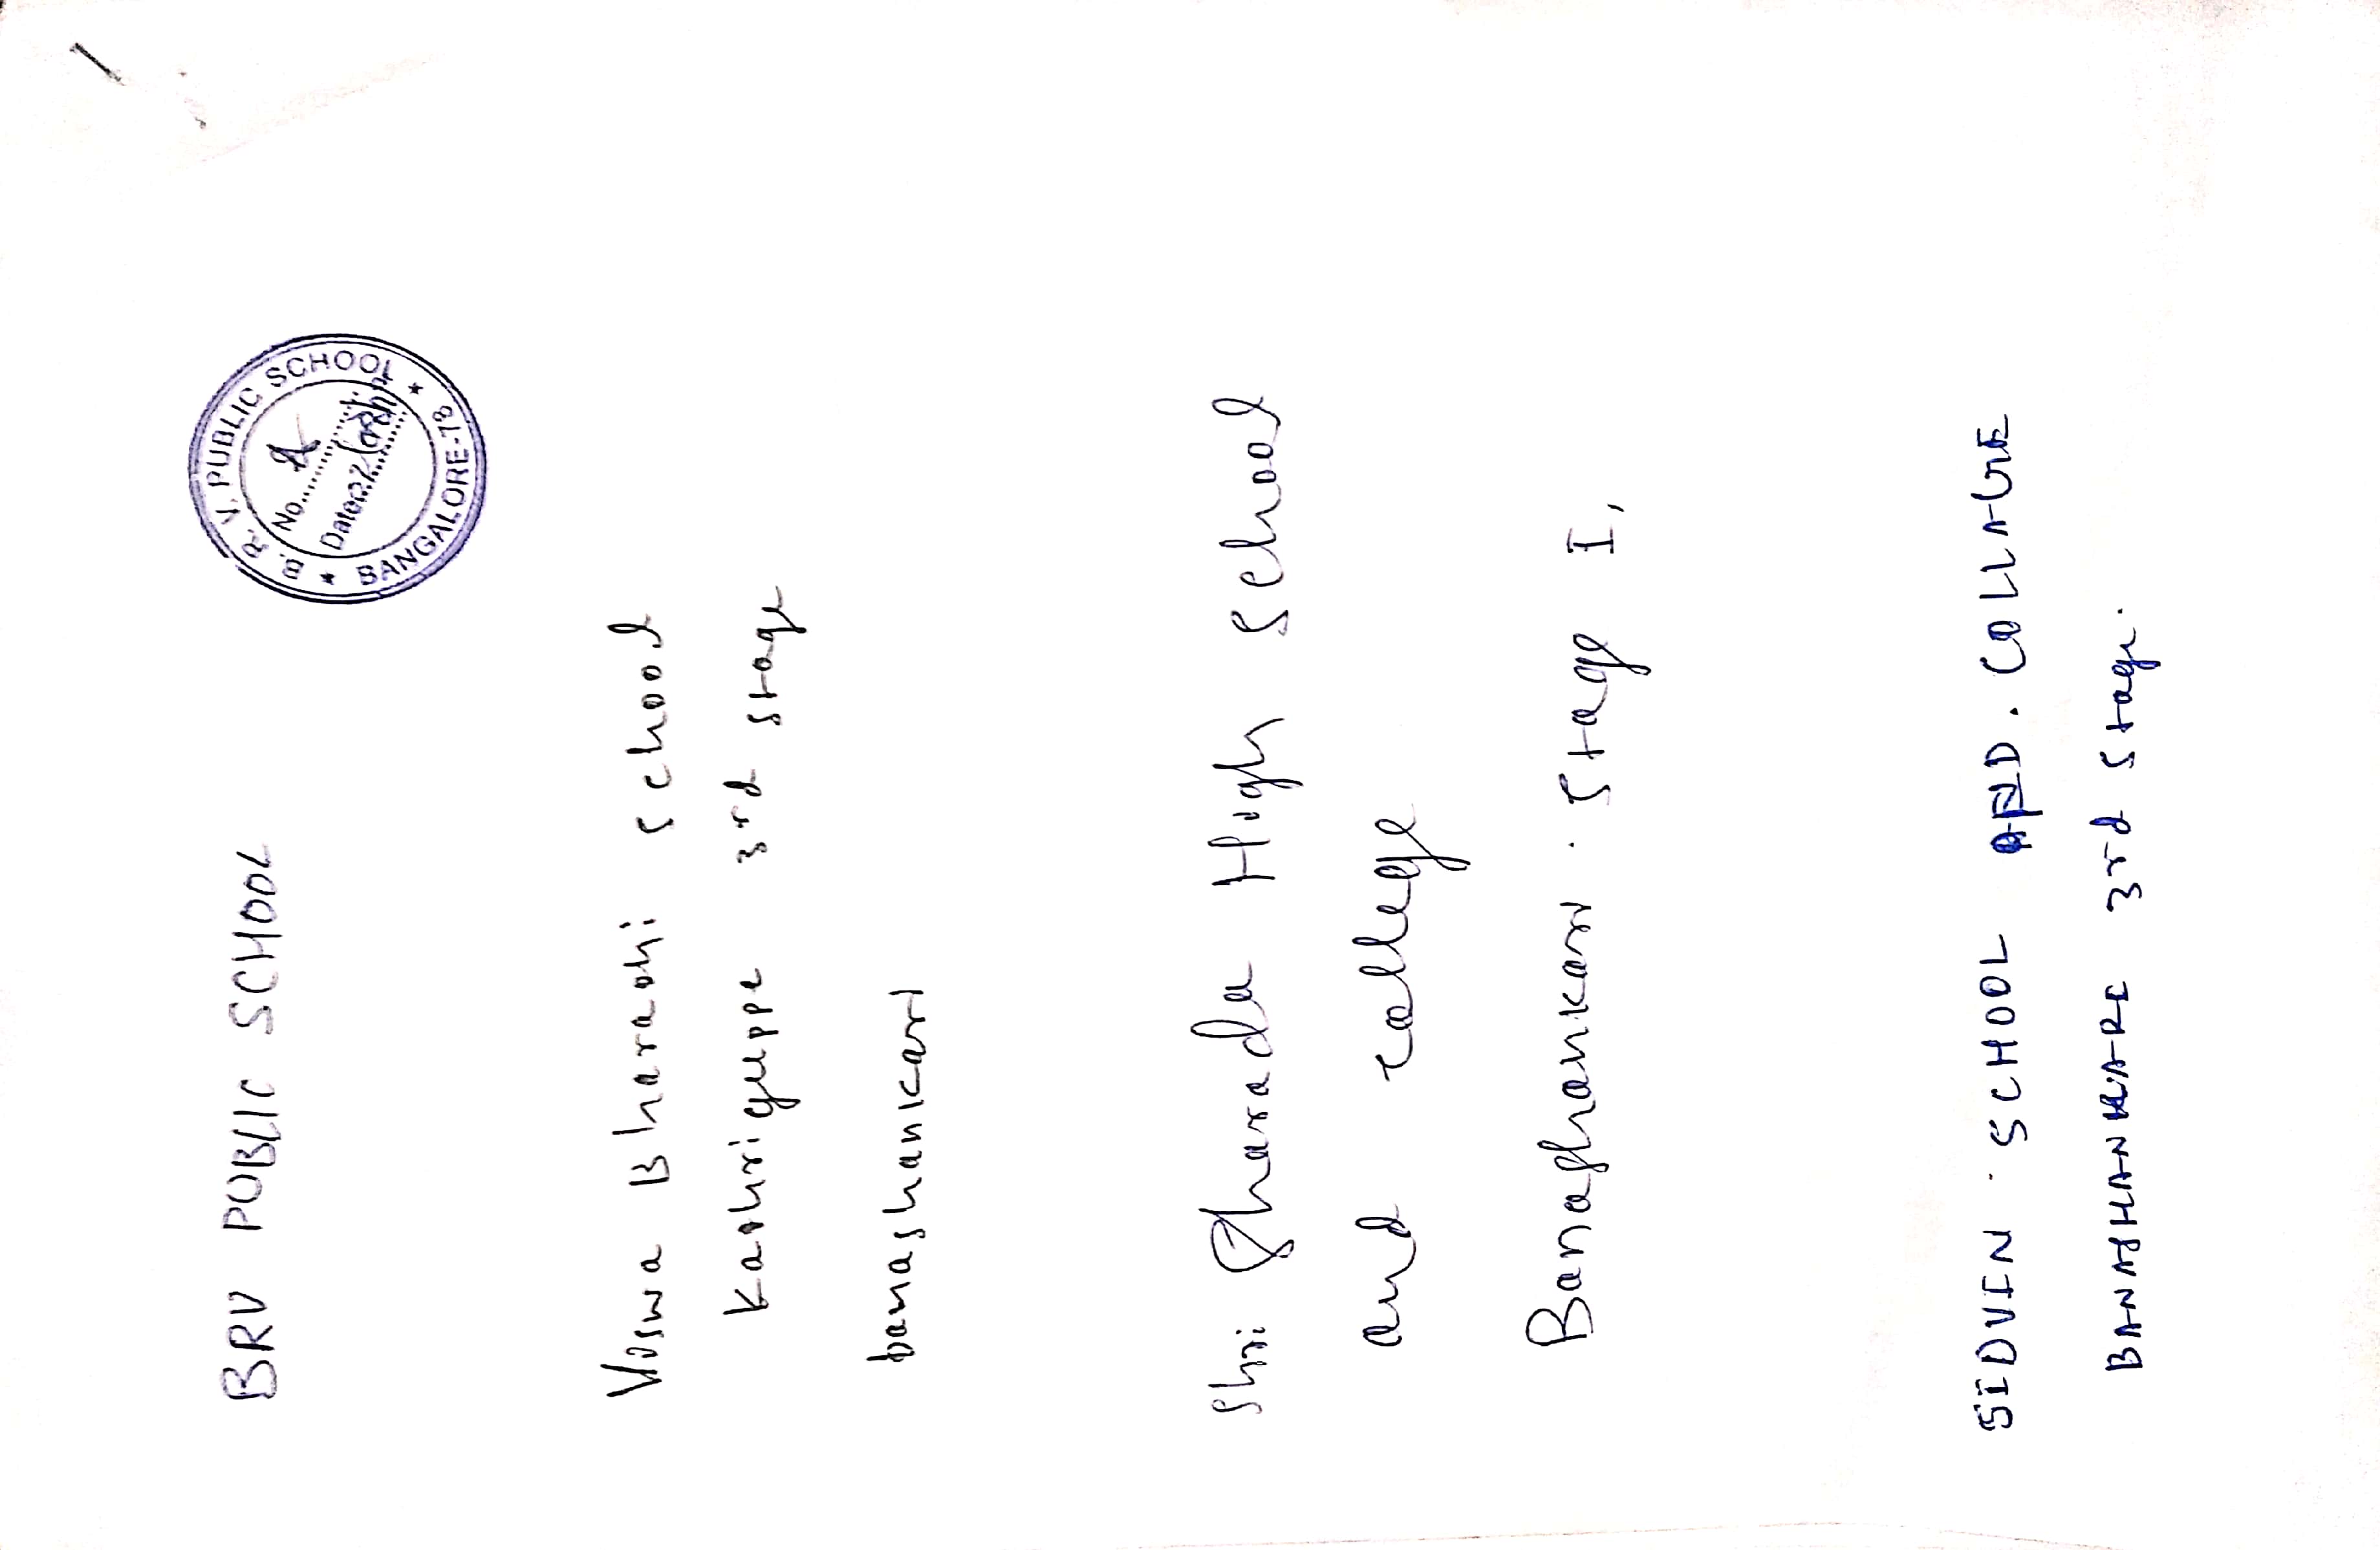 BRV PUBLIC SCHOOL
B. R. V. PUBLIC SCHOOL
No.
Date
BANGALORE-78
Viswa Bharathi School
Kathriguppe 3rd Stage
banashankari
Shri Sharada High School
and college
Banashankari . Stage I,
SIDVIN . SCHOOL AND . COLLAGE
BANASHANKARE 3rd Stage.